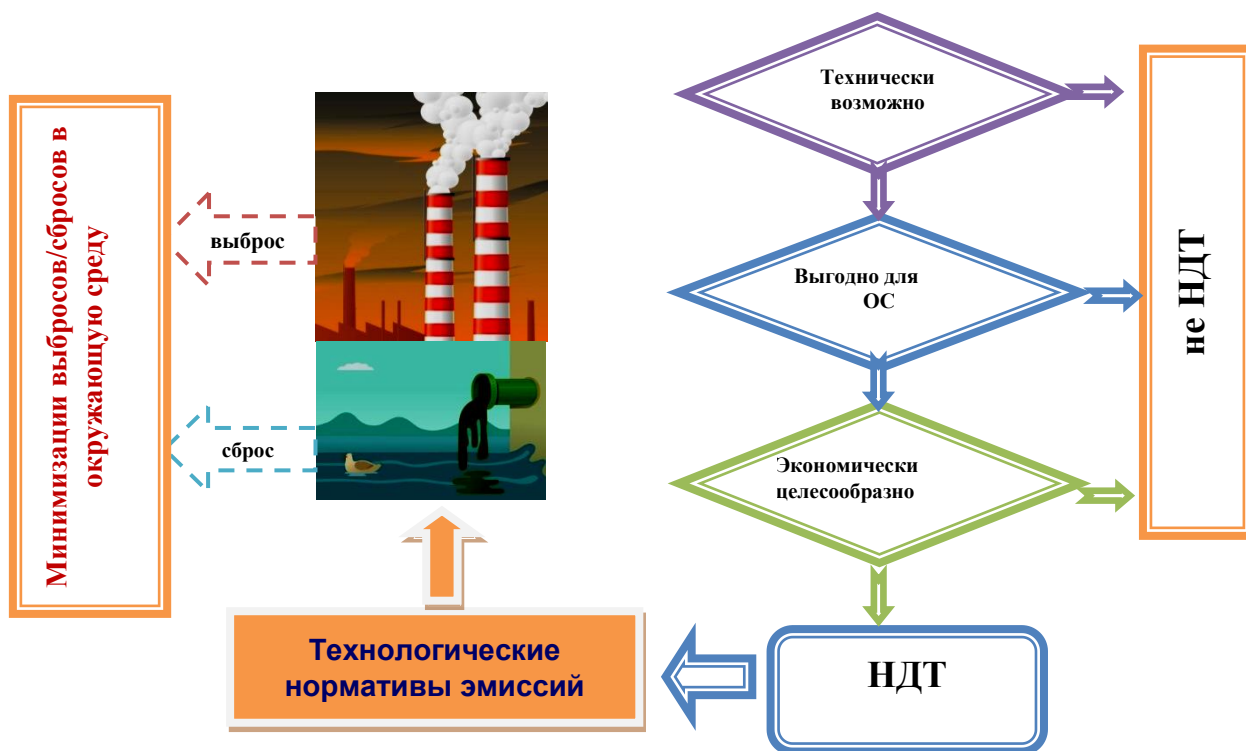 Минимизации выбросов/сбросов в
окружающую среду
выброс
сброс
Технологические
нормативы эмиссий
Технически
возможно
Выгодно для
ОС
Экономически
целесообразно
НДТ
не НДТ